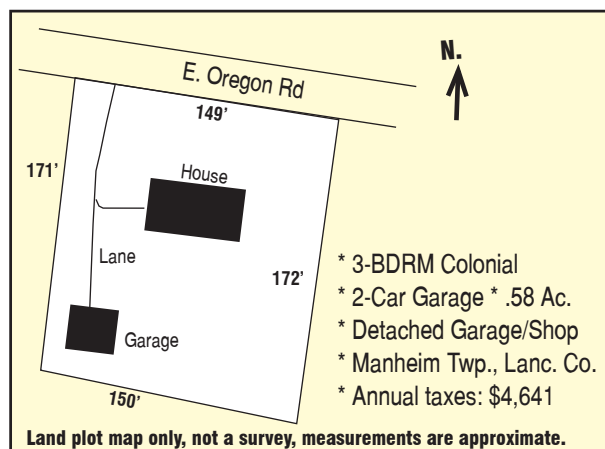 N.
E. Oregon Rd
149'
171'
House
Lane
172'
Garage
150'
* 3-BDRM Colonial
* 2-Car Garage * .58 Ac.
* Detached Garage/Shop
* Manheim Twp., Lanc. Co.
* Annual taxes: $4,641
Land plot map only, not a survey, measurements are approximate.